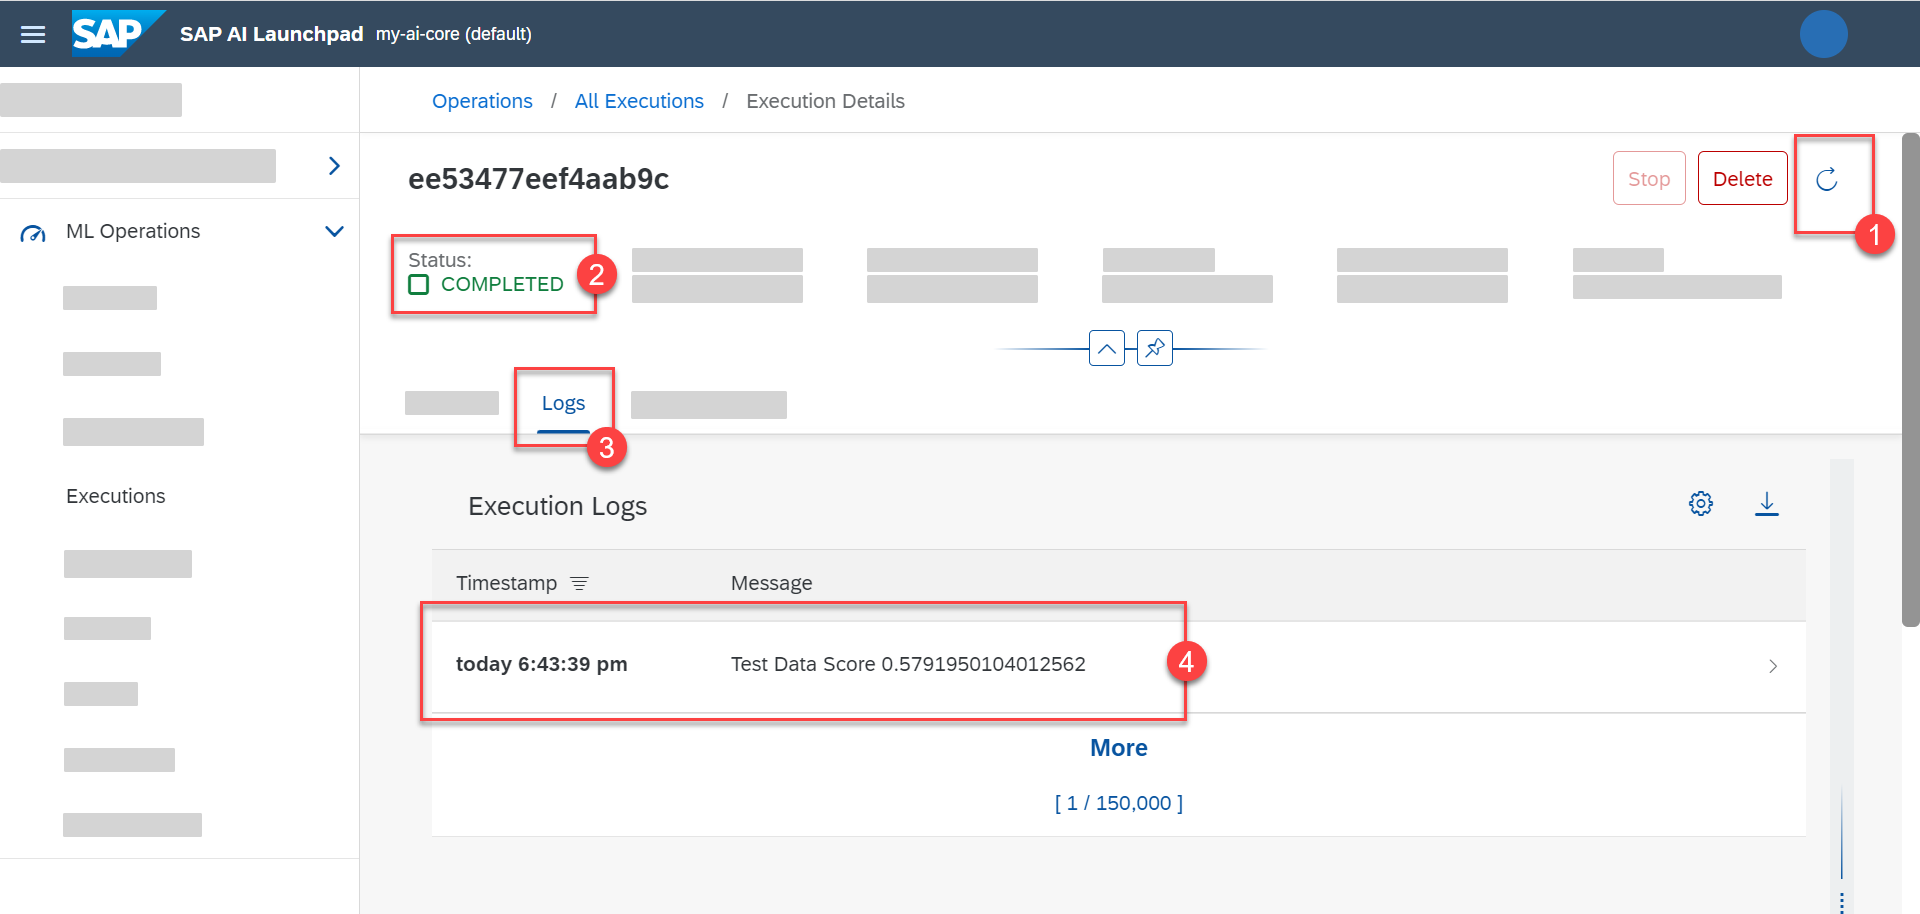 SAP SAP AI Launchpad my-ai-core (default)
Operations / All Executions / Execution Details
ee53477eef4aab9c
Stop
Delete
1
ML Operations
Status:
COMPLETED
2
Logs
3
Executions
Execution Logs
Timestamp Message
today 6:43:39 pm Test Data Score 0.5791950104012562
4
More
[ 1 / 150,000 ]